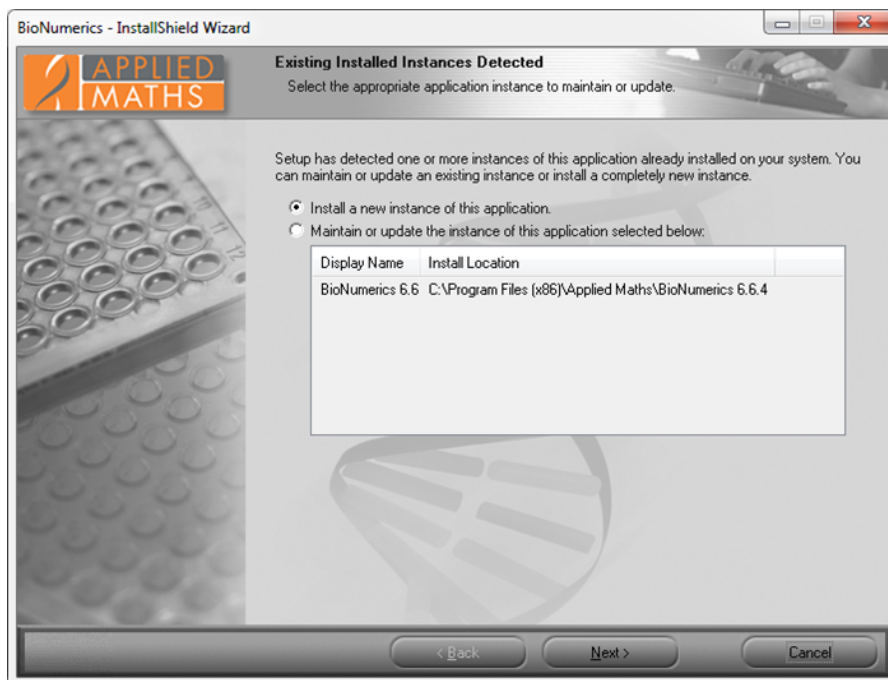 BioNumerics - InstallShield Wizard
APPLIED
MATHS
Existing Installed Instances Detected
Select the appropriate application instance to maintain or update.
Setup has detected one or more instances of this application already installed on your system. You
can maintain or update an existing instance or install a completely new instance.
Install a new instance of this application.
Maintain or update the instance of this application selected below:
Display Name Install Location
BioNumerics 6.6 C:\Program Files (x86)\Applied Maths\BioNumerics 6.6.4
10
11
12
< Back Next > Cancel